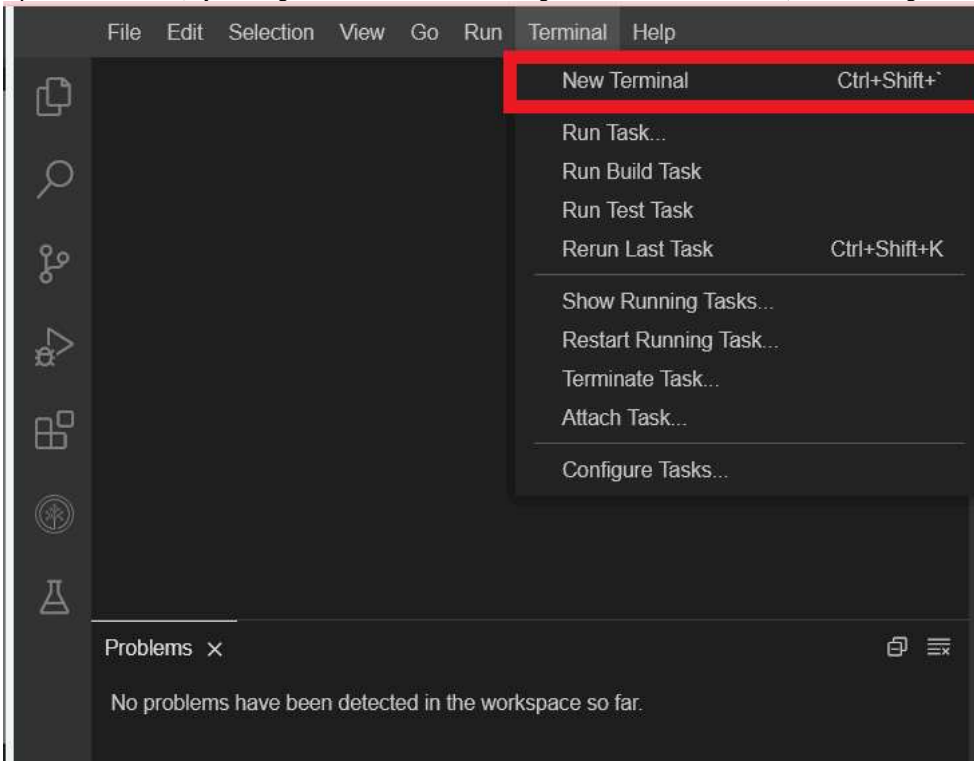 File Edit Selection View Go Run Terminal Help
New Terminal Ctrl+Shift+`
Run Task...
Run Build Task
Run Test Task
Rerun Last Task Ctrl+Shift+K
Show Running Tasks...
Restart Running Task...
Terminate Task...
Attach Task...
Configure Tasks...
Problems
No problems have been detected in the workspace so far.